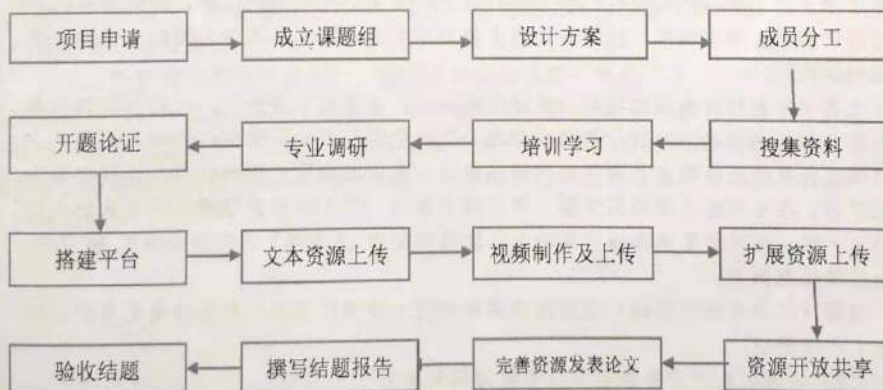 项目申请 成立课题组 设计方案 成员分工
开题论证 专业调研 培训学习 搜集资料
搭建平台 文本资源上传 视频制作及上传 扩展资源上传
验收结题 撰写结题报告 完善资源发表论文 资源开放共享